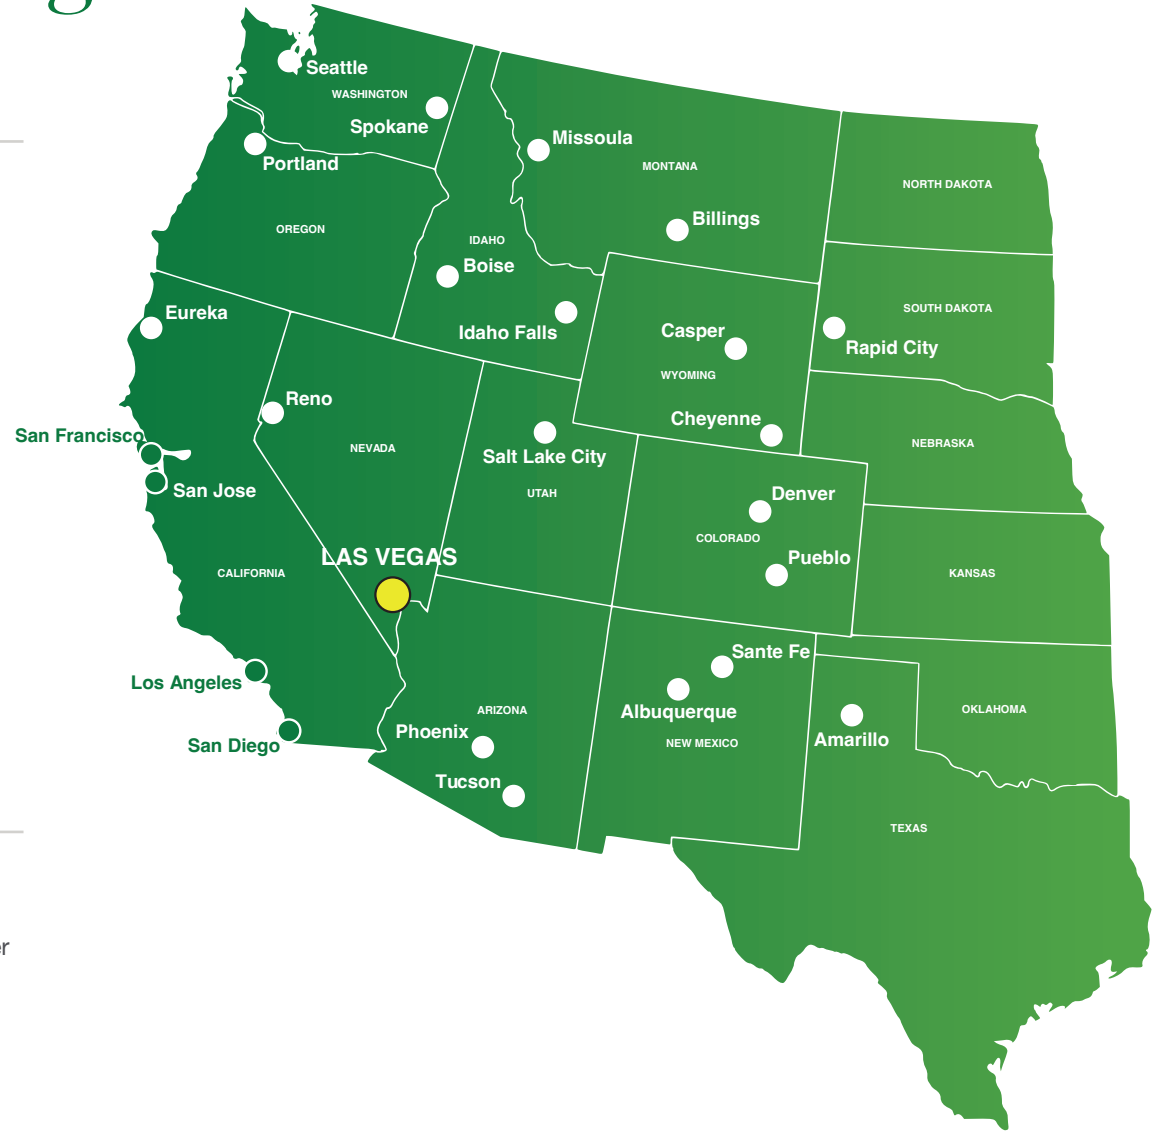 g
Seattle
WASHINGTON
Spokane
Missoula
Portland
MONTANA
NORTH DAKOTA
Billings
OREGON
IDAHO
Boise
SOUTH DAKOTA
Eureka
Idaho Falls
Casper
Rapid City
WYOMING
Reno
Cheyenne
San Francisco
NEVADA
NEBRASKA
Salt Lake City
San Jose
UTAH
Denver
COLORADO
LAS VEGAS
Pueblo
CALIFORNIA
KANSAS
Sante Fe
Los Angeles
Albuquerque
ARIZONA
OKLAHOMA
Phoenix
NEW MEXICO
Amarillo
San Diego
Tucson
TEXAS
er